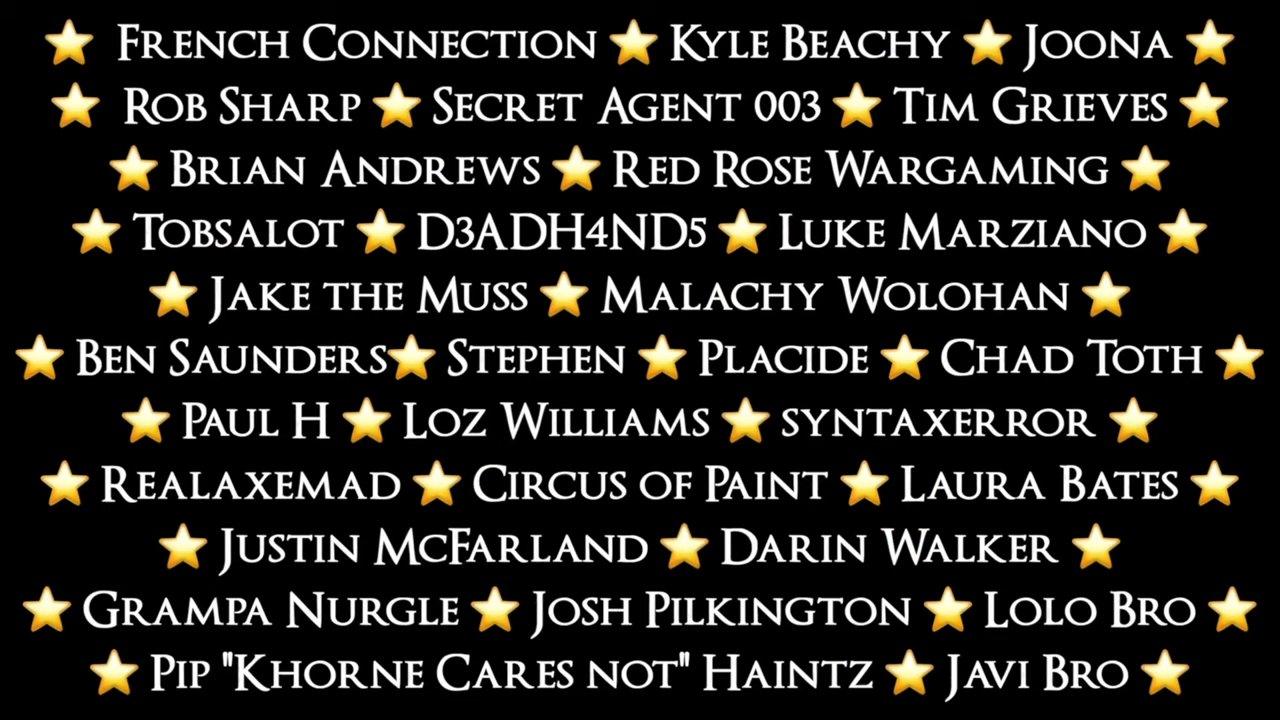 ⭐ French Connection ⭐ Kyle Beachy ⭐ Joona ⭐
⭐ Rob Sharp ⭐ Secret Agent 003 ⭐ Tim Grieves ⭐
⭐ Brian Andrews ⭐ Red Rose Wargaming ⭐
⭐ Tobsalot ⭐ D3ADH4ND5 ⭐ Luke Marziano ⭐
⭐ Jake the Muss ⭐ Malachy Wolohan ⭐
⭐ Ben Saunders⭐ Stephen ⭐ Placide ⭐ Chad Toth ⭐
⭐ Paul H ⭐ Loz Williams ⭐ syntaxerror ⭐
⭐ Realaxemad ⭐ Circus of Paint ⭐ Laura Bates ⭐
⭐ Justin McFarland ⭐ Darin Walker ⭐
⭐ Grampa Nurgle ⭐ Josh Pilkington ⭐ Lolo Bro ⭐
⭐ Pip "Khorne Cares not" Haintz ⭐ Javi Bro ⭐